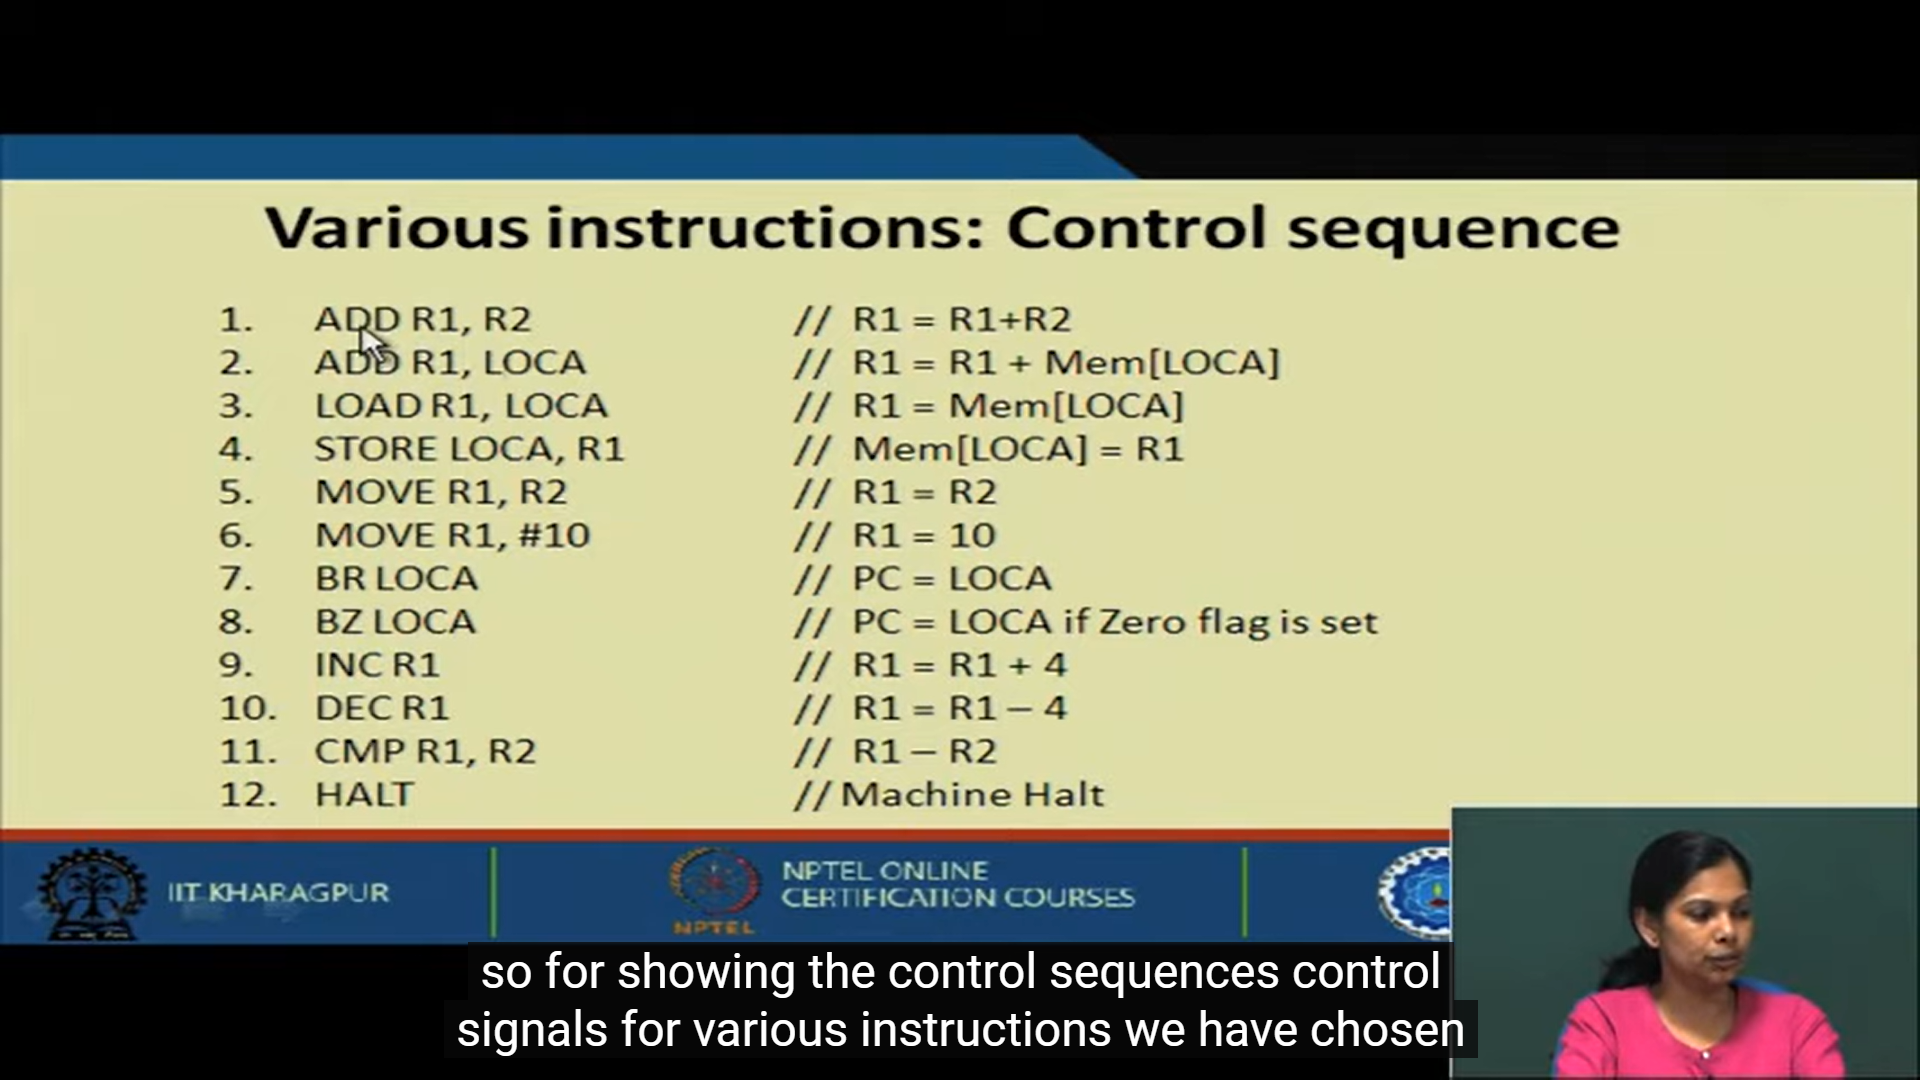 Various instructions: Control sequence
1. ADD R1, R2 // R1 = R1+R2
2. ADD R1, LOCA // R1 = R1 + Mem[LOCA]
3. LOAD R1, LOCA // R1 = Mem[LOCA]
4. STORE LOCA, R1 // Mem[LOCA] = R1
5. MOVE R1, R2 // R1 = R2
6. MOVE R1, #10 // R1 = 10
7. BR LOCA // PC = LOCA
8. BZ LOCA // PC = LOCA if Zero flag is set
9. INC R1 // R1 = R1 + 4
10. DEC R1 // R1 = R1 – 4
11. CMP R1, R2 // R1 – R2
12. HALT // Machine Halt
IIT KHARAGPUR
NPTEL
NPTEL ONLINE
CERTIFICATION COURSES
so for showing the control sequences control
signals for various instructions we have chosen